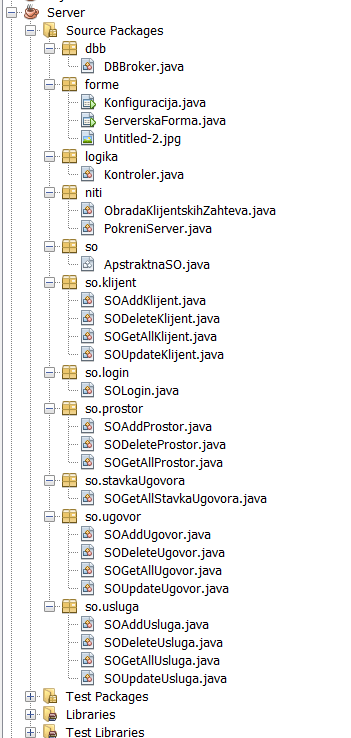 Server
Source Packages
dbb
DBBroker.java
forme
Konfiguracija.java
ServerskaForma.java
Untitled-2.jpg
logika
Kontroler.java
niti
ObradaKlijentskihZahteva.java
PokreniServer.java
so
ApstraktnaSO.java
so.klijent
SOAddKlijent.java
SODeleteKlijent.java
SOGetAllKlijent.java
SOUpdateKlijent.java
so.login
SOLogin.java
so.prostor
SOAddProstor.java
SODeleteProstor.java
SOGetAllProstor.java
so.stavkaUgovora
SOGetAllStavkaUgovora.java
so.ugovor
SOAddUgovor.java
SODeleteUgovor.java
SOGetAllUgovor.java
SOUpdateUgovor.java
so.usluga
SOAddUsluga.java
SODeleteUsluga.java
SOGetAllUsluga.java
SOUpdateUsluga.java
Test Packages
Libraries
Test Libraries